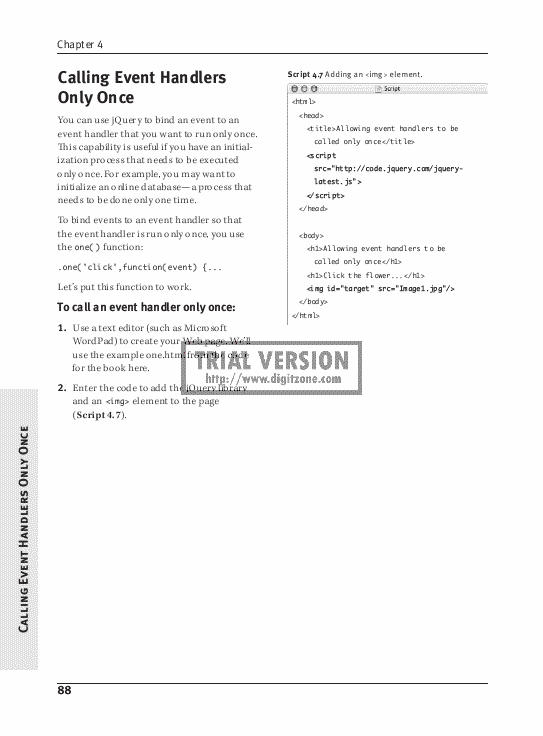 Chapter 4
Calling Event Handlers
Only Once
You can use jQuery to bind an event to an
event handler that you want to run only once.
This capability is useful if you have an initial-
ization process that needs to be executed
only once. For example, you may want to
initialize an online database—a process that
needs to be done only one time.
To bind events to an event handler so that
the event handler is run only once, you use
the one() function:
.one("click",function(event) {...
Let's put this function to work.
To call an event handler only once:
1. Use a text editor (such as Microsoft
WordPad) to create your Web page. We'll
use the example one.html from the code
for the book here.
2. Enter the code to add the jQuery library
and an <img> element to the page
(Script 4.7).
Script 4.7 Adding an <img> element.
Script
<html>
<head>
<title>Allowing event handlers to be
called only once</title>
<script
src="http://code.jquery.com/jquery-
latest.js">
</script>
</head>
<body>
<h1>Allowing event handlers to be
called only once</h1>
<h1>Click the flower...</h1>
<img id="target" src="Image1.jpg"/>
</body>
</html>
TRIAL VERSION
http://www.digitzone.com
Calling Event Handlers Only Once
88